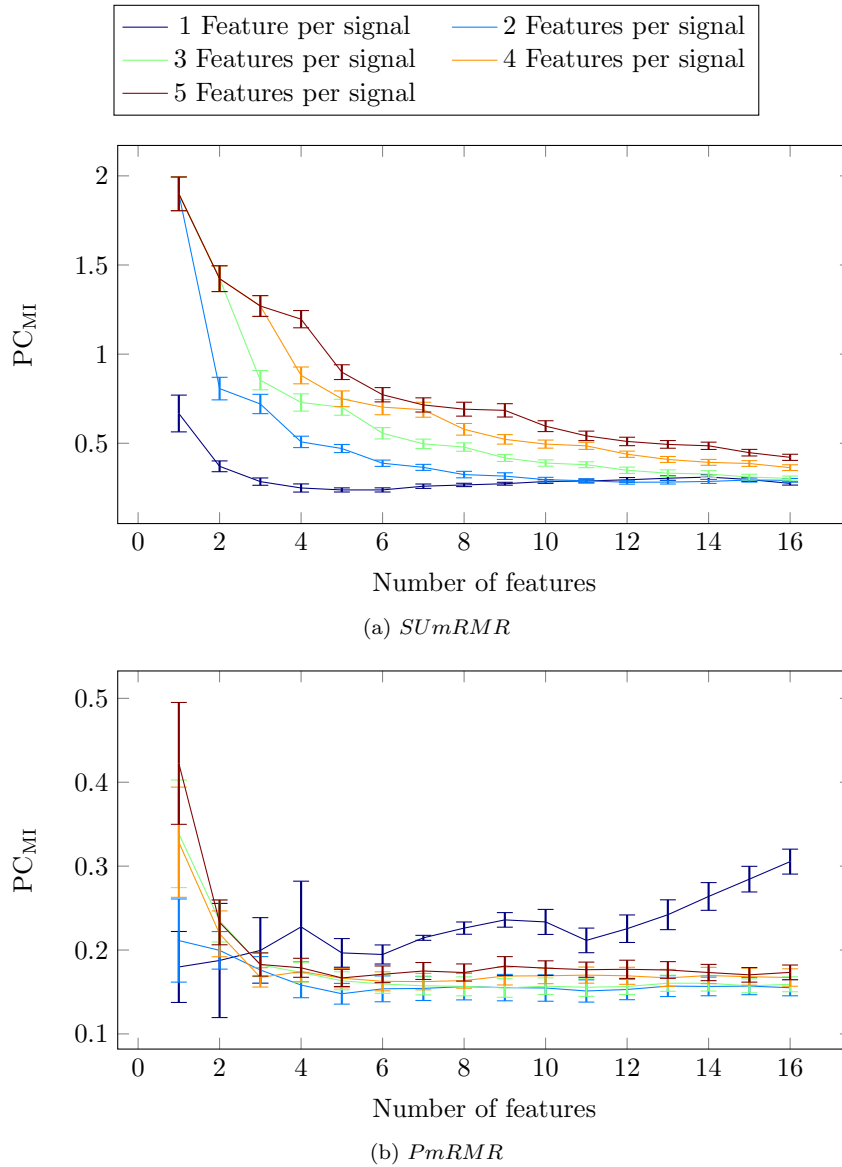 1 Feature per signal 2 Features per signal
3 Features per signal 4 Features per signal
5 Features per signal
2
1.5
1
0.5
PC_MI
0 2 4 6 8 10 12 14 16
Number of features
(a) SUmRMR
0.5
0.4
0.3
0.2
0.1
PC_MI
0 2 4 6 8 10 12 14 16
Number of features
(b) PmRMR